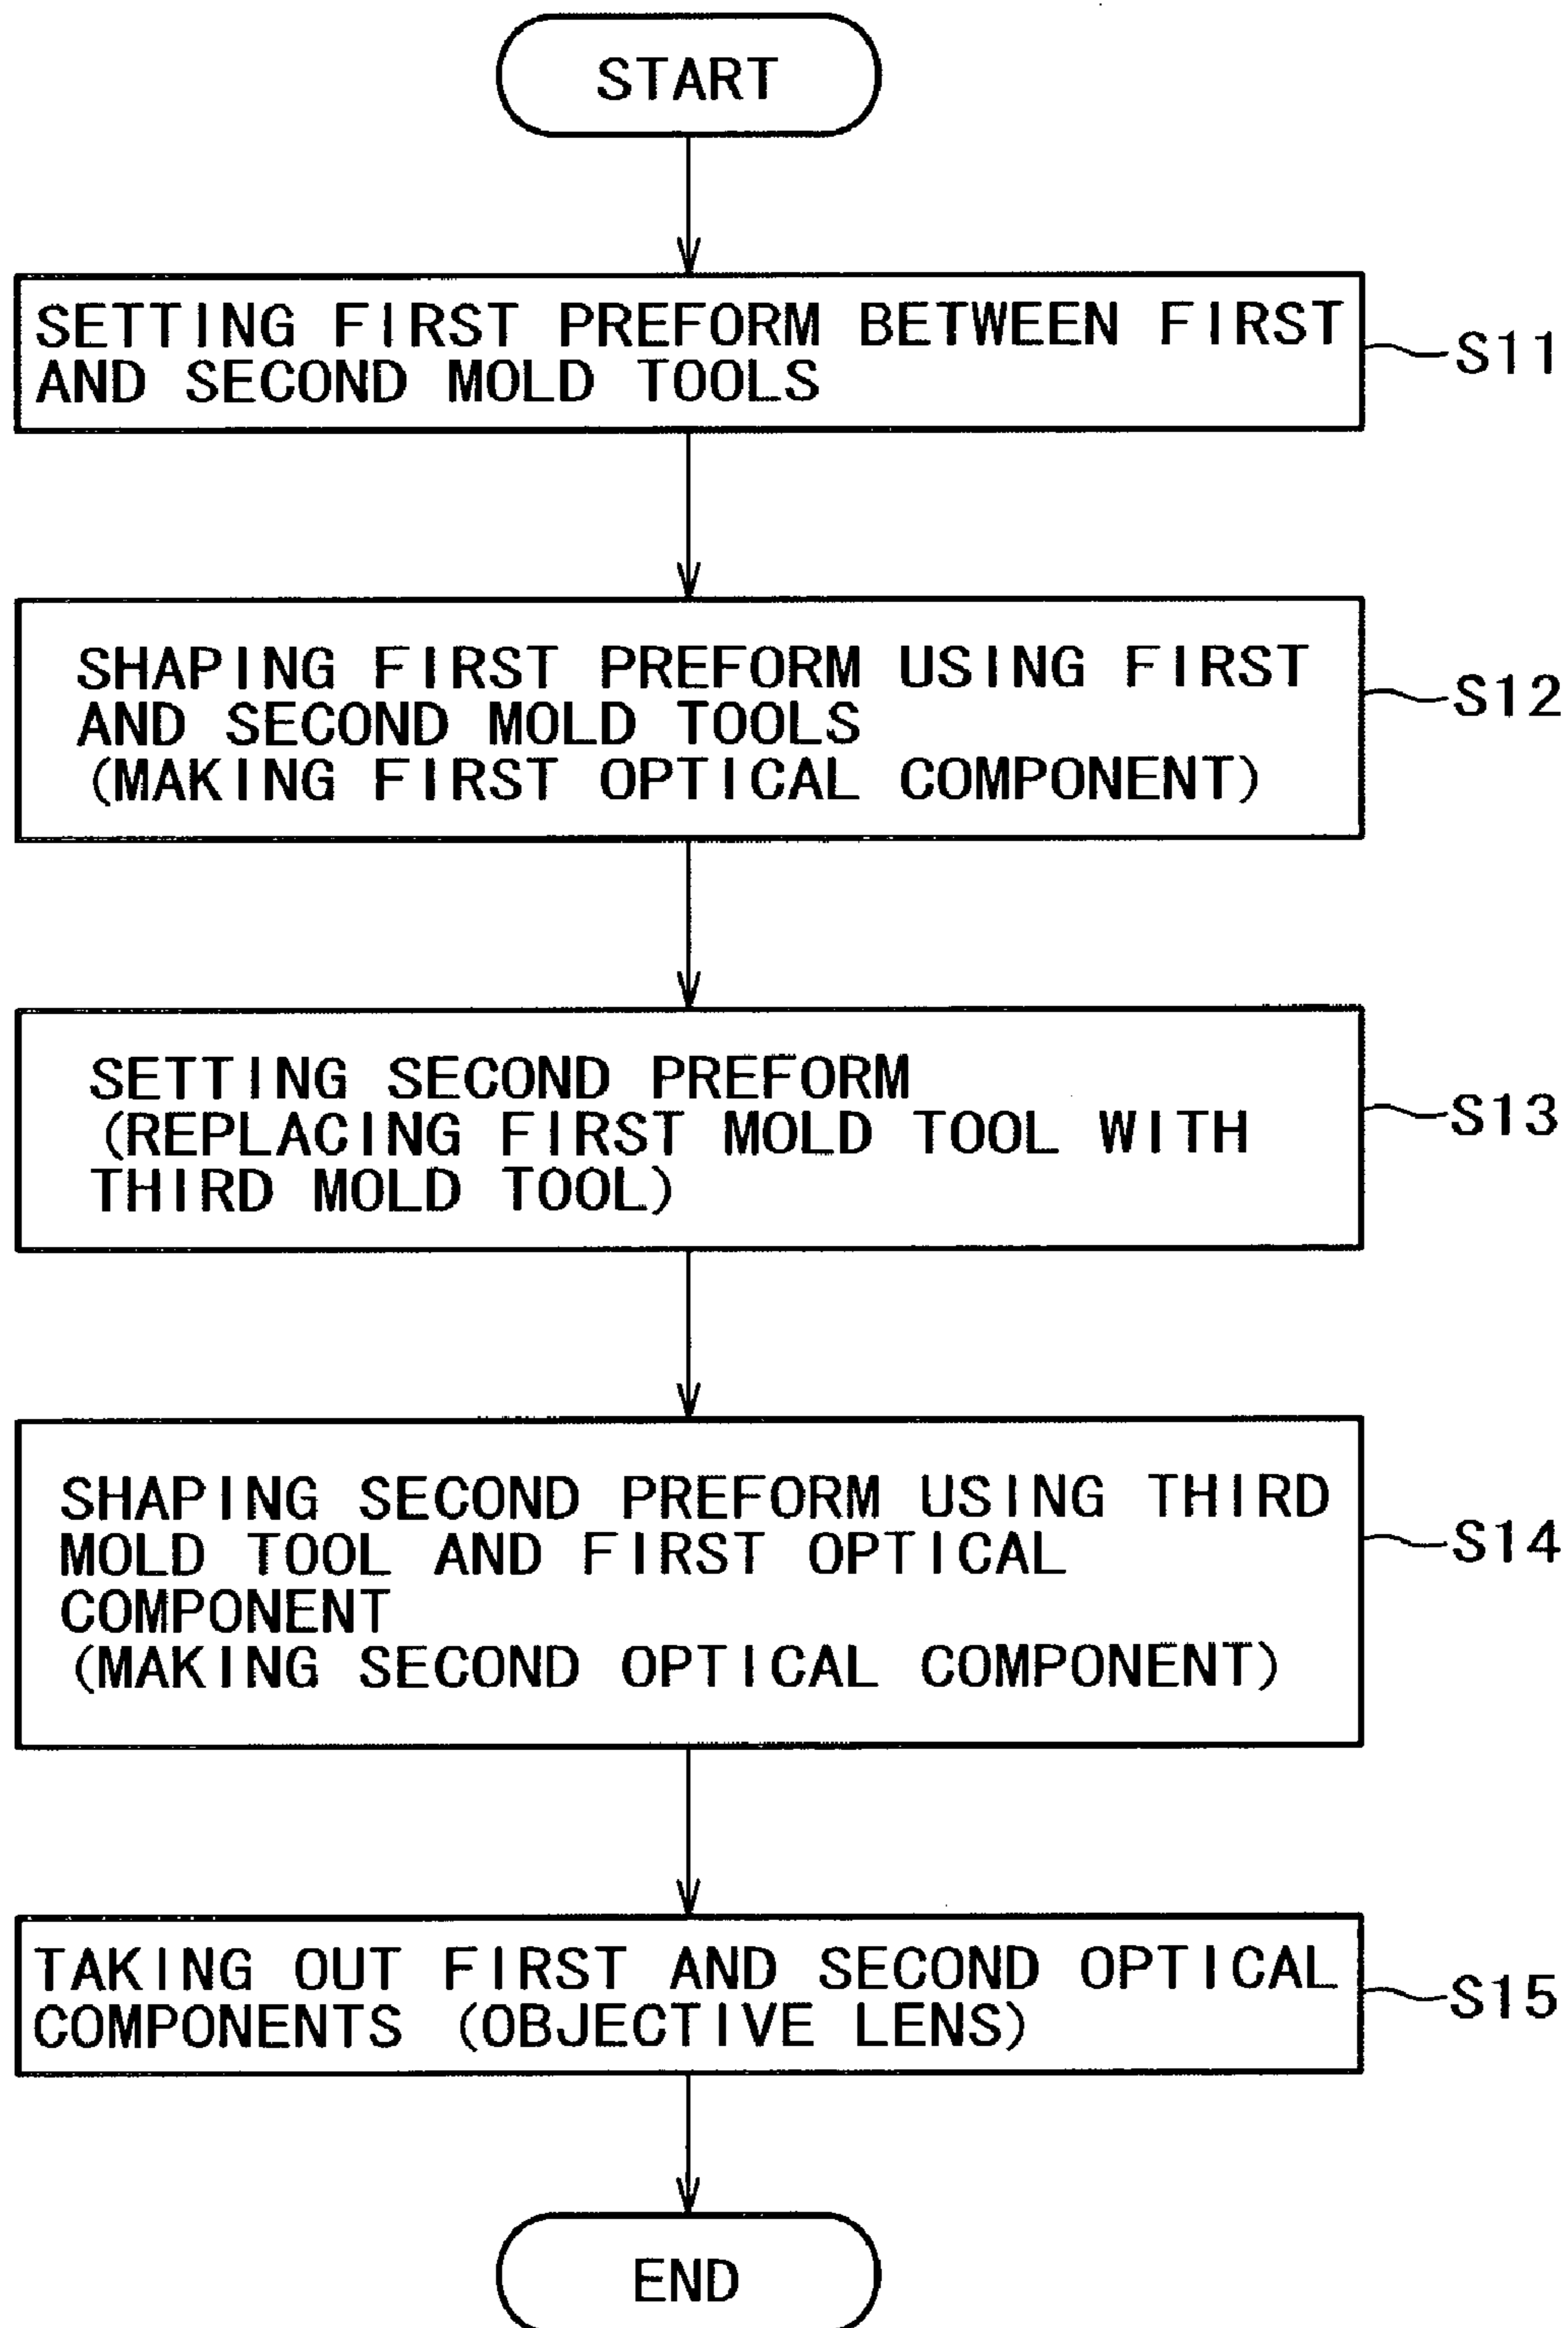 START
SETTING FIRST PREFORM BETWEEN FIRST
AND SECOND MOLD TOOLS
S11
SHAPING FIRST PREFORM USING FIRST
AND SECOND MOLD TOOLS
(MAKING FIRST OPTICAL COMPONENT)
S12
SETTING SECOND PREFORM
(REPLACING FIRST MOLD TOOL WITH
THIRD MOLD TOOL)
S13
SHAPING SECOND PREFORM USING THIRD
MOLD TOOL AND FIRST OPTICAL
COMPONENT
(MAKING SECOND OPTICAL COMPONENT)
S14
TAKING OUT FIRST AND SECOND OPTICAL
COMPONENTS (OBJECTIVE LENS)
S15
END